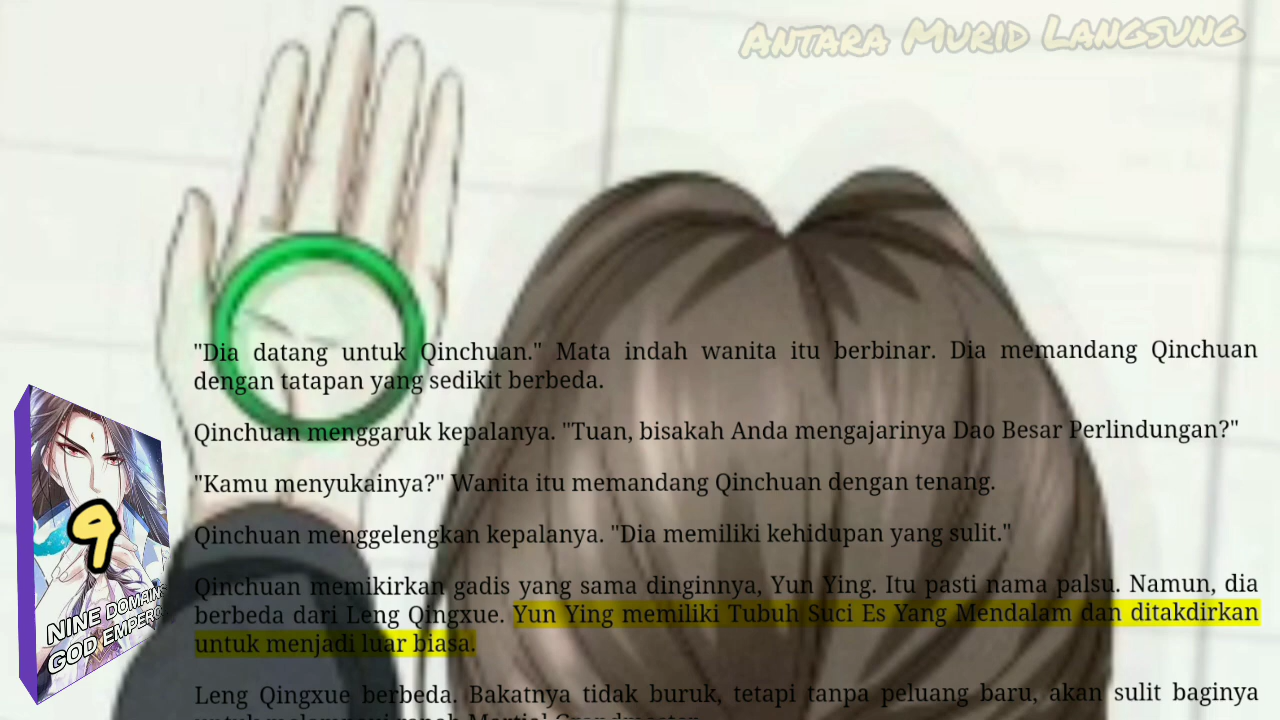 Antara Murid Langsung
"Dia datang untuk Qinchuan." Mata indah wanita itu berbinar. Dia memandang Qinchuan
dengan tatapan yang sedikit berbeda.
Qinchuan menggaruk kepalanya. "Tuan, bisakah Anda mengajarinya Dao Besar Perlindungan?"
"Kamu menyukainya?" Wanita itu memandang Qinchuan dengan tenang.
Qinchuan menggelengkan kepalanya. "Dia memiliki kehidupan yang sulit."
Qinchuan memikirkan gadis yang sama dinginnya, Yun Ying. Itu pasti nama palsu. Namun, dia
berbeda dari Leng Qingxue. Yun Ying memiliki Tubuh Suci Es Yang Mendalam dan ditakdirkan
untuk menjadi luar biasa.
Leng Qingxue berbeda. Bakatnya tidak buruk, tetapi tanpa peluang baru, akan sulit baginya
9
NINE DOMAIN
GOD EMPEROR